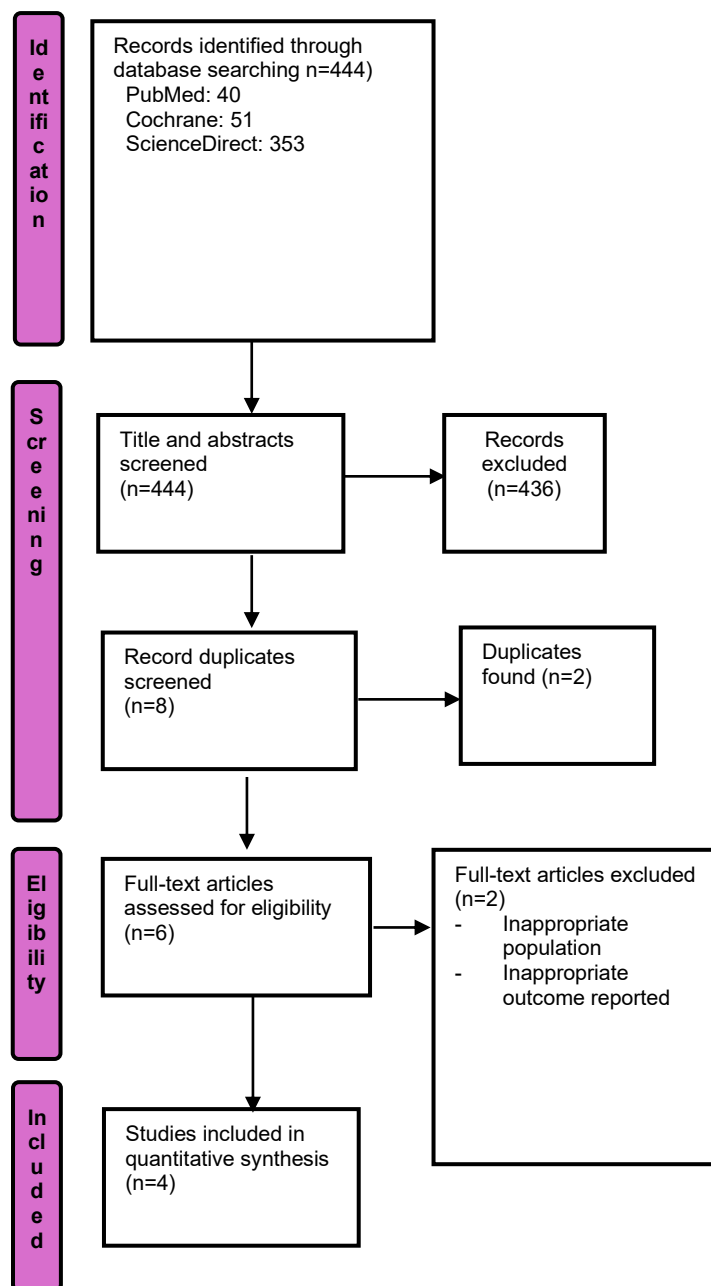 Id
e
nt
ifi
c
at
io
n
Records identified through
database searching n=444)
PubMed: 40
Cochrane: 51
ScienceDirect: 353
S
cr
e
e
ni
n
g
Title and abstracts
screened
(n=444)
Records
excluded
(n=436)
Record duplicates
screened
(n=8)
Duplicates
found (n=2)
El
ig
ib
ili
ty
Full-text articles
assessed for eligibility
(n=6)
Full-text articles excluded
(n=2)
- Inappropriate
population
- Inappropriate
outcome reported
In
cl
u
d
e
d
Studies included in
quantitative synthesis
(n=4)